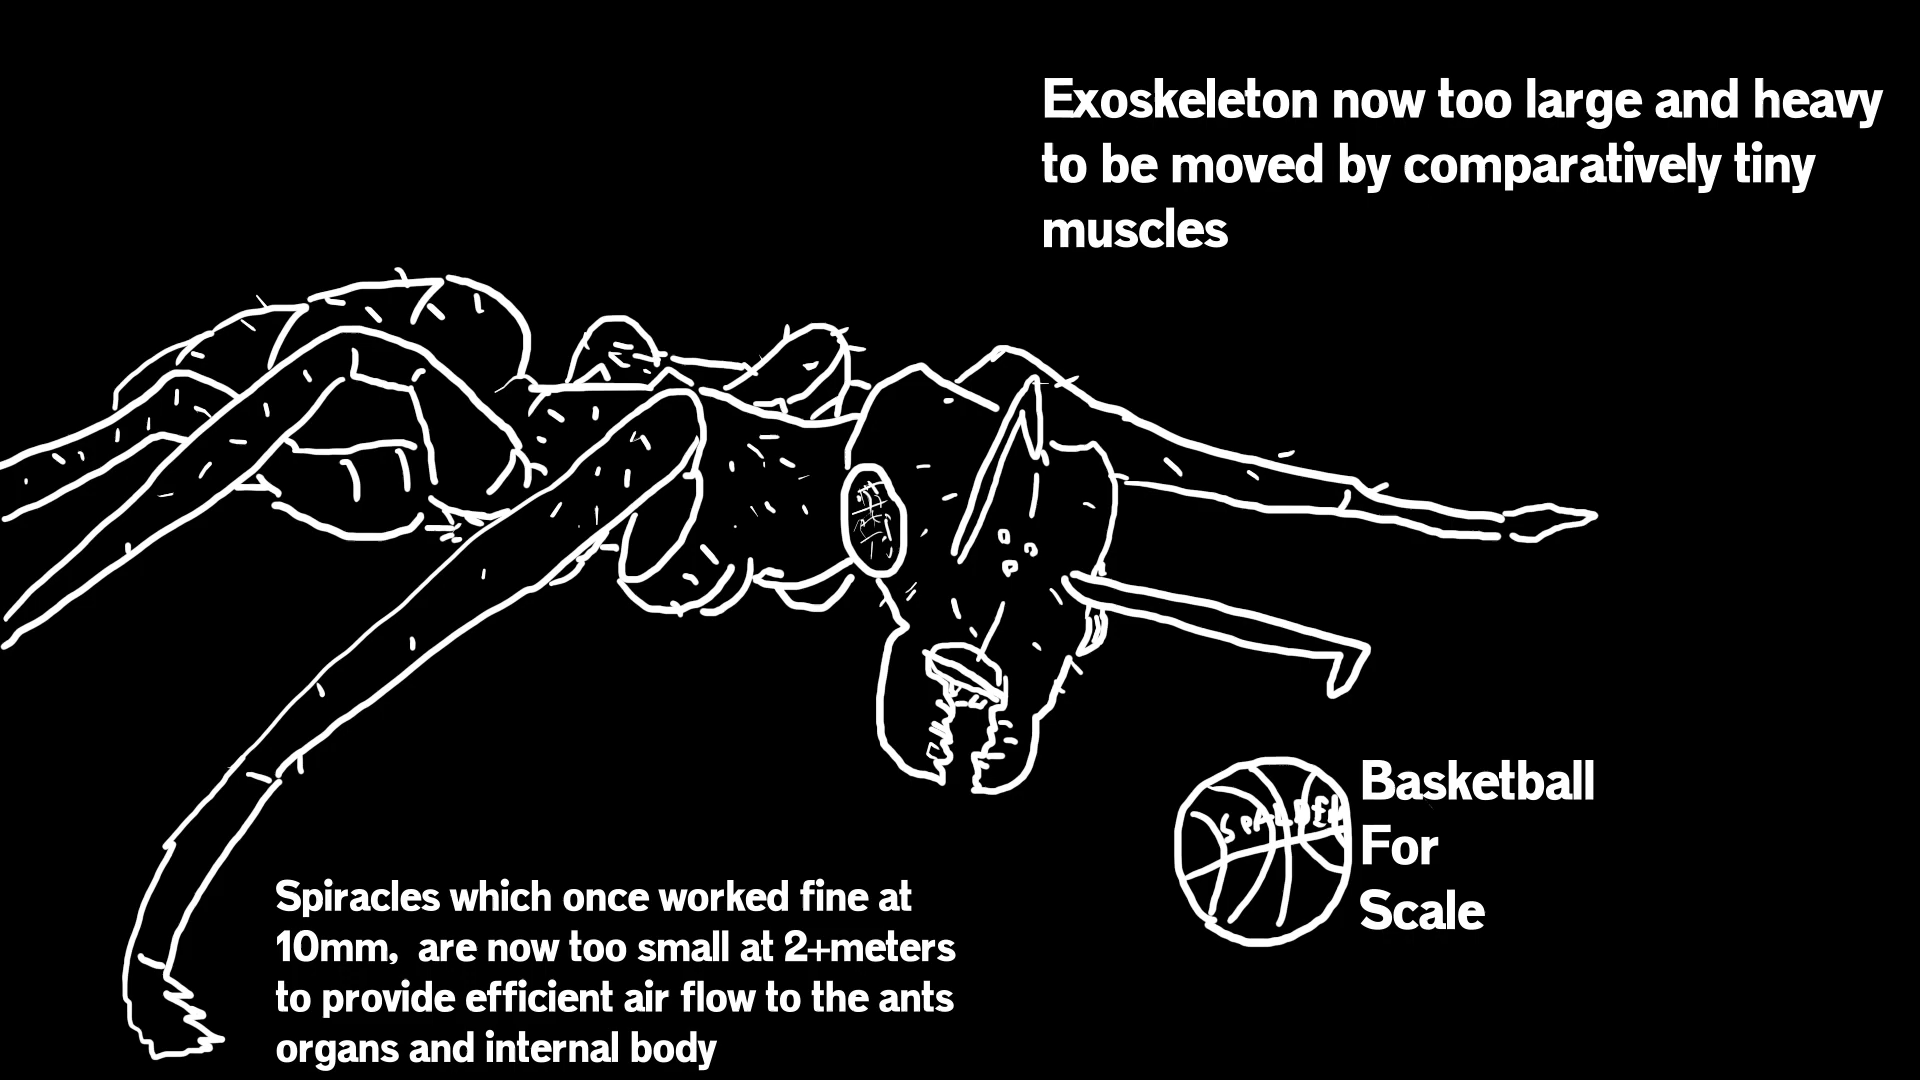 Exoskeleton now too large and heavy
to be moved by comparatively tiny
muscles
SPALDEN
Basketball
For
Scale
Spiracles which once worked fine at
10mm,  are now too small at 2+meters
to provide efficient air flow to the ants
organs and internal body